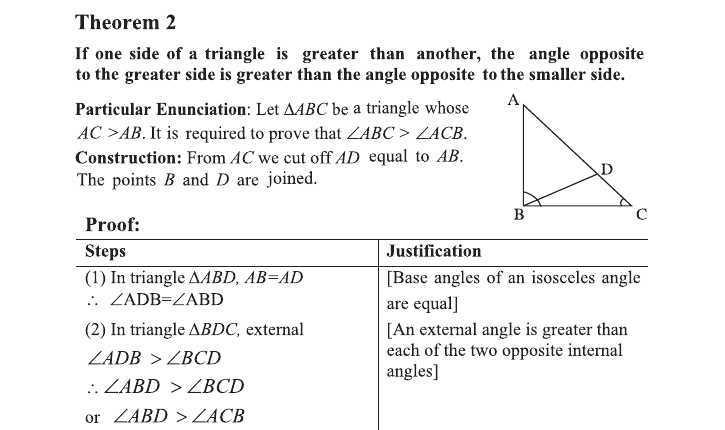 Theorem 2
If one side of a triangle is greater than another, the angle opposite
to the greater side is greater than the angle opposite to the smaller side.
Particular Enunciation: Let ΔABC be a triangle whose
AC >AB. It is required to prove that ∠ABC > ∠ACB.
Construction: From AC we cut off AD equal to AB.
The points B and D are joined.
A
D
B
C
Proof:
Steps
Justification
(1) In triangle ΔABD, AB=AD
∴ ∠ADB=∠ABD
[Base angles of an isosceles angle
are equal]
(2) In triangle ΔBDC, external
∠ADB > ∠BCD
∴ ∠ABD > ∠BCD
or ∠ABD > ∠ACB
[An external angle is greater than
each of the two opposite internal
angles]